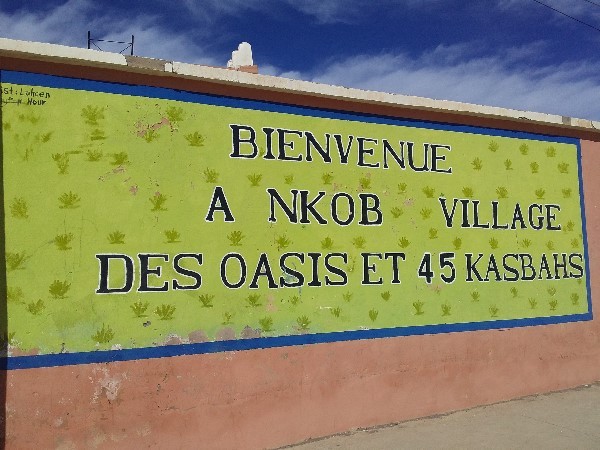 BIENVENUE
A NKOB VILLAGE
DES OASIS ET 45 KASBAHS